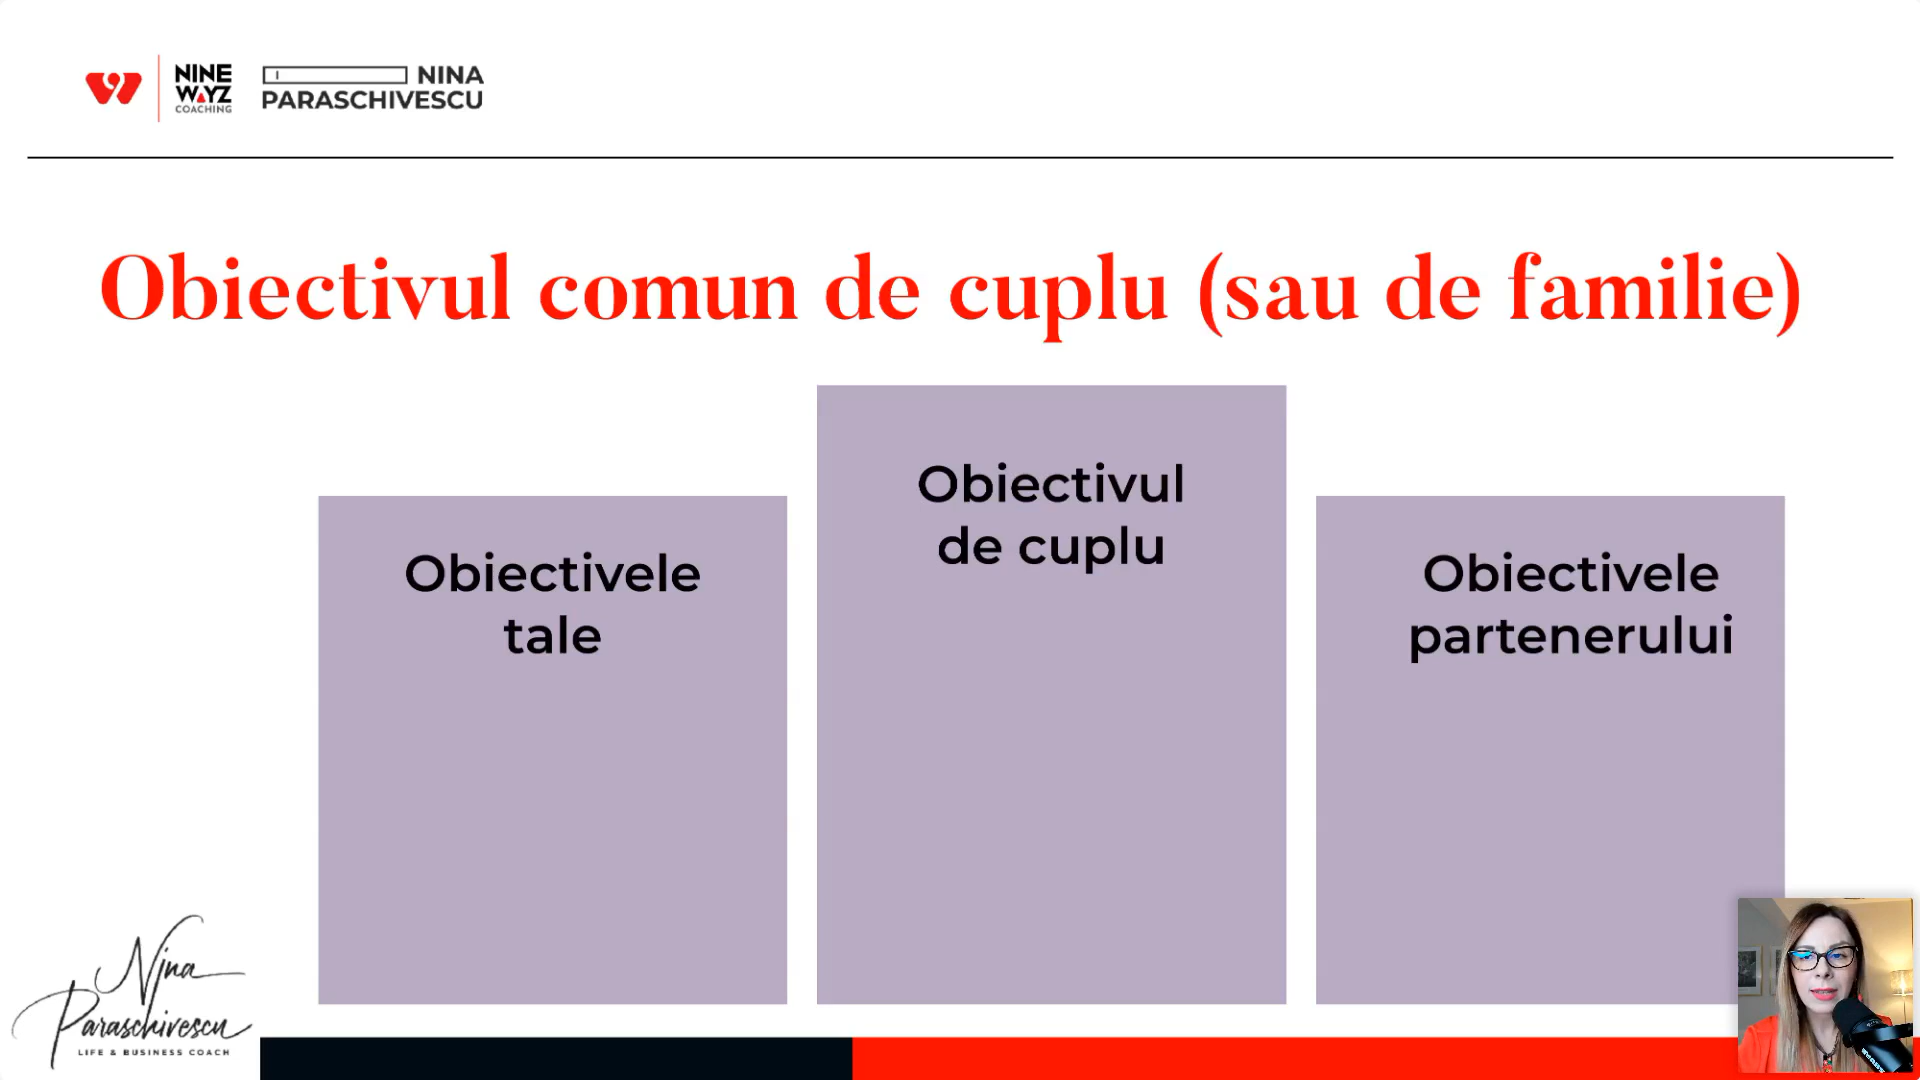 NINE
WAYZ
COACHING
NINA
PARASCHIVESCU
Obiectivul comun de cuplu (sau de familie)
Obiectivele
tale
Obiectivul
de cuplu
Obiectivele
partenerului
Nina
Paraschivescu
LIFE & BUSINESS COACH